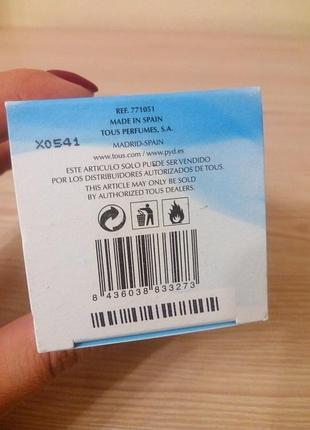 REF. 771051
MADE IN SPAIN
TOUS PERFUMES, S.A.
X0541
MADRID-SPAIN
www.tous.com / www.pyd.es
ESTE ARTICULO SOLO PUEDE SER VENDIDO
POR LOS DISTRIBUIDORES AUTORIZADOS DE TOUS.
THIS ARTICLE MAY ONLY BE SOLD
BY AUTHORIZED TOUS DEALERS.
8 436038 833273